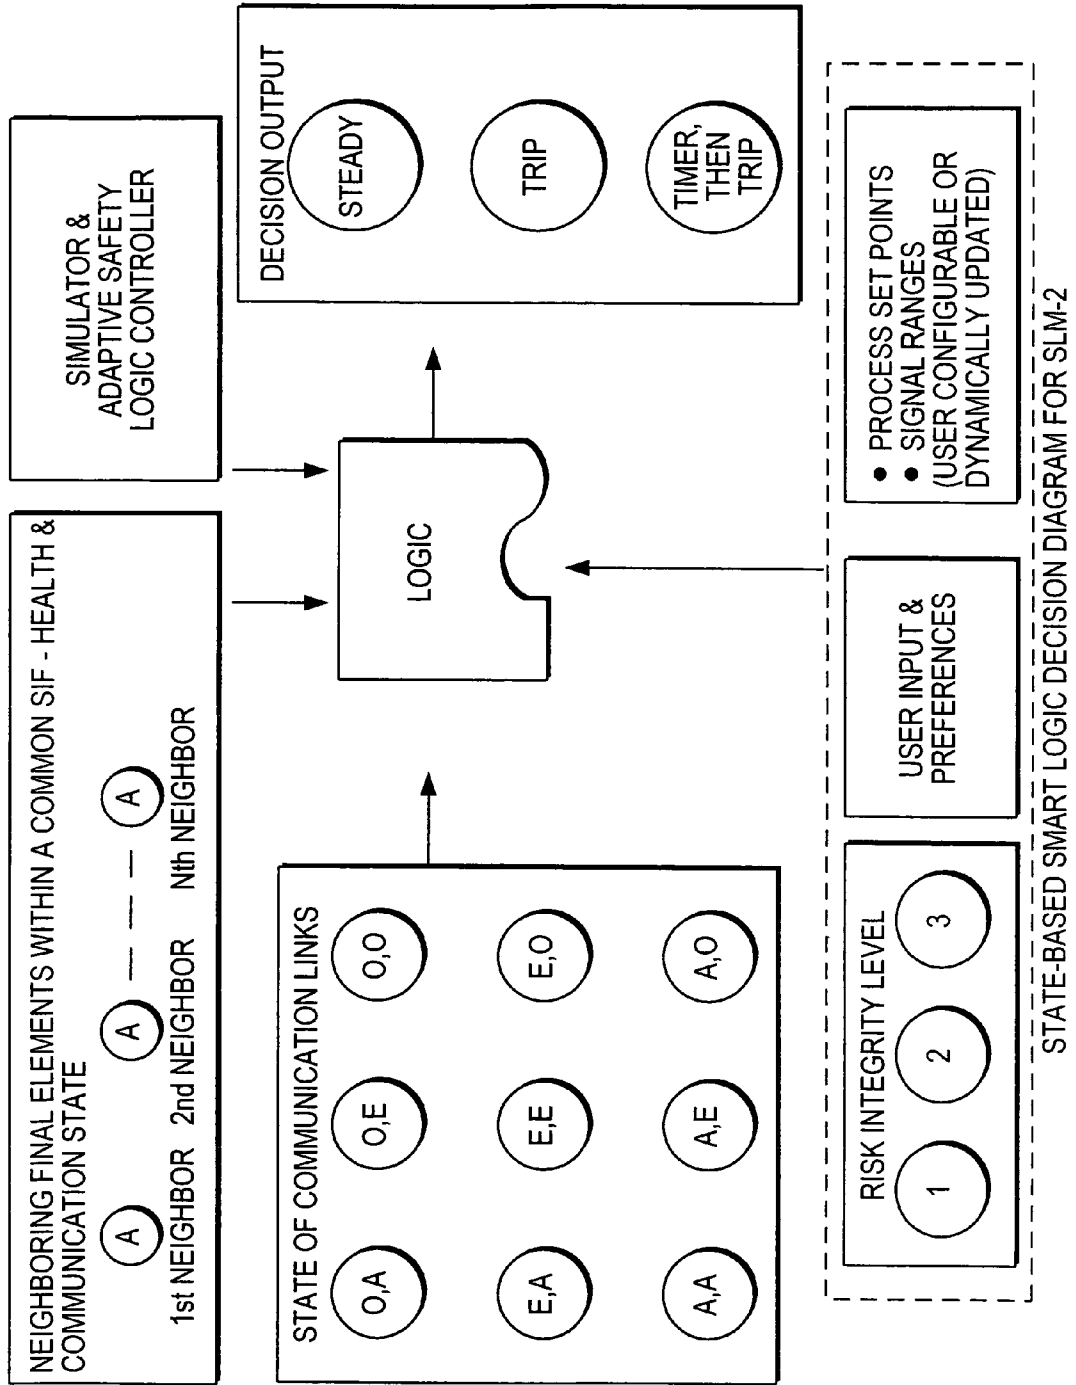 NEIGHBORING FINAL ELEMENTS WITHIN A COMMON SIF - HEALTH &
COMMUNICATION STATE
A
A
A
1st NEIGHBOR
2nd NEIGHBOR
Nth NEIGHBOR
SIMULATOR &
ADAPTIVE SAFETY
LOGIC CONTROLLER
STATE OF COMMUNICATION LINKS
O,A
O,E
O,O
E,A
E,E
E,O
A,A
A,E
A,O
LOGIC
DECISION OUTPUT
STEADY
TRIP
TIMER,
THEN
TRIP
RISK INTEGRITY LEVEL
1
2
3
USER INPUT &
PREFERENCES
● PROCESS SET POINTS
● SIGNAL RANGES
(USER CONFIGURABLE OR
DYNAMICALLY UPDATED)
STATE-BASED SMART LOGIC DECISION DIAGRAM FOR SLM-2